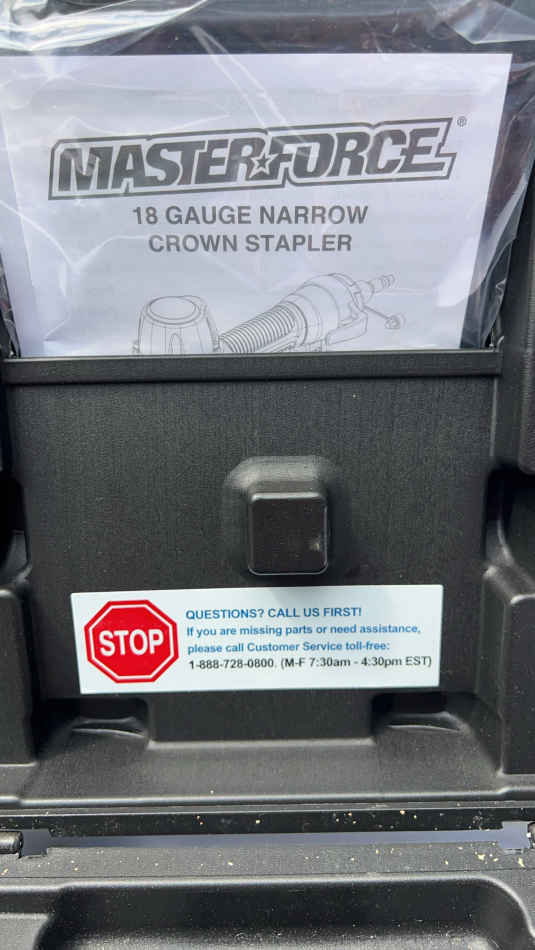 MASTERFORCE®
18 GAUGE NARROW
CROWN STAPLER
STOP
QUESTIONS? CALL US FIRST!
If you are missing parts or need assistance,
please call Customer Service toll-free:
1-888-728-0800. (M-F 7:30am - 4:30pm EST)